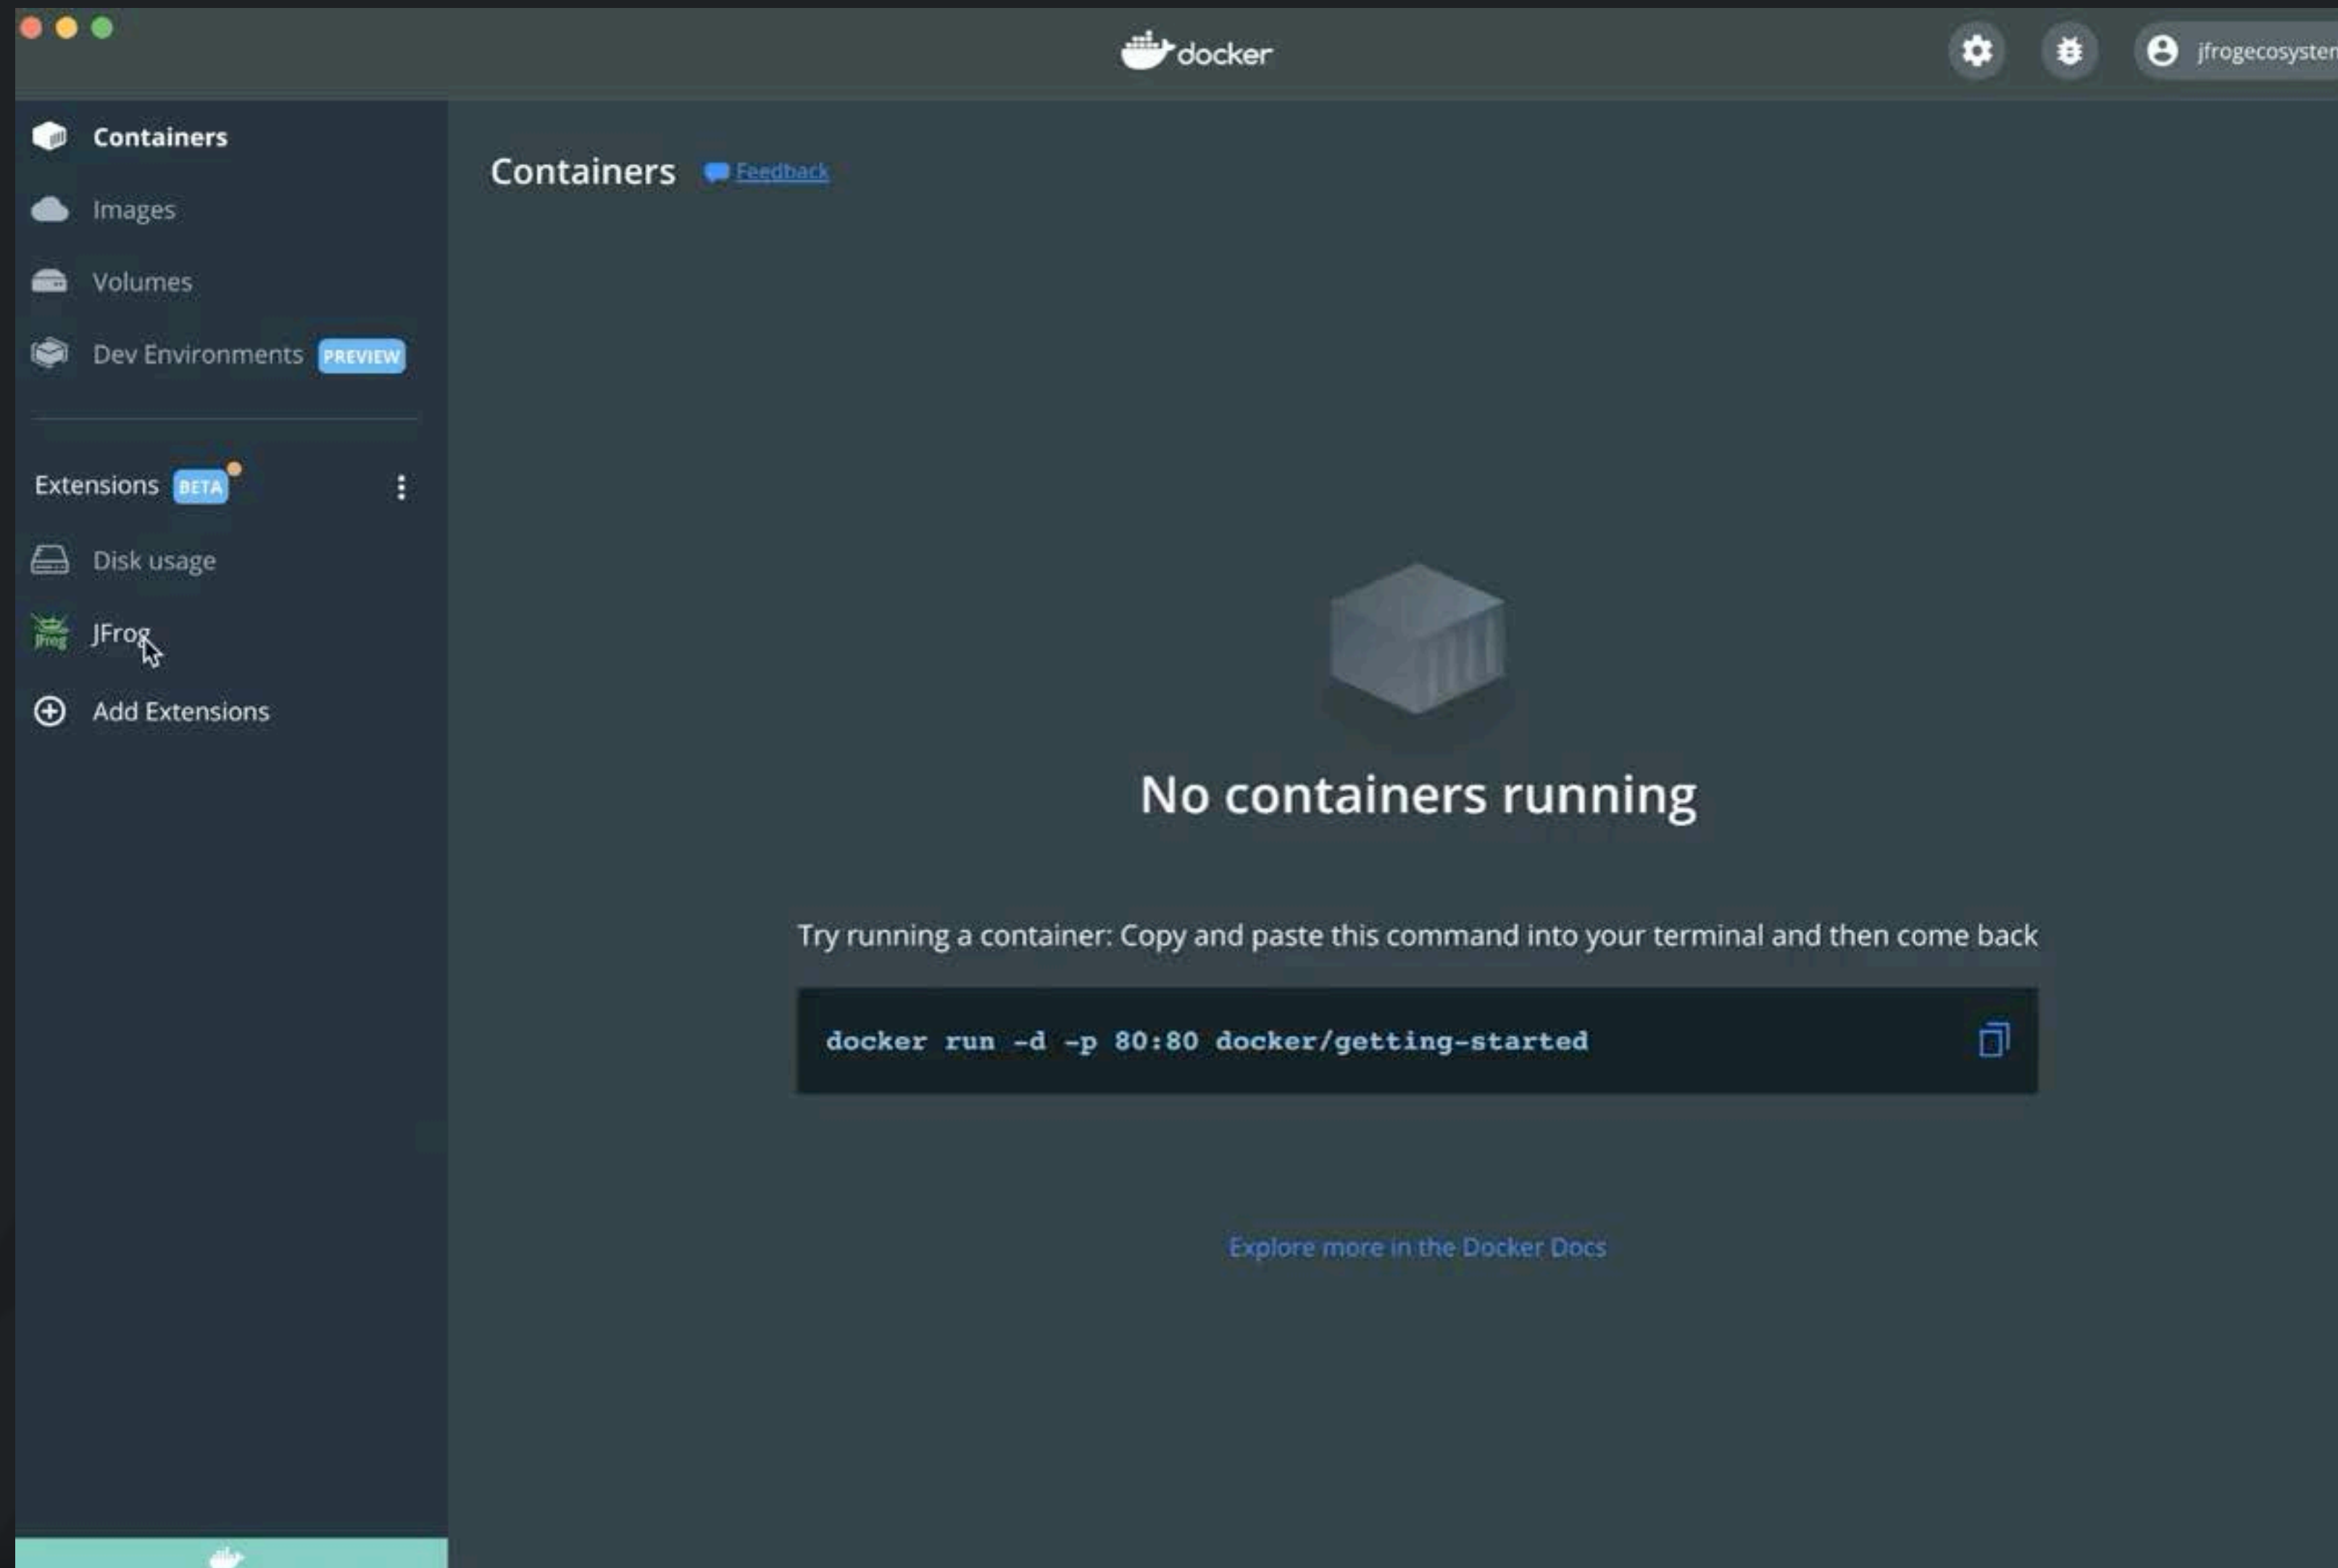 docker
jfrogecosystem
Containers
Images
Volumes
Dev Environments PREVIEW
Extensions BETA
Disk usage
JFrog JFrog
Add Extensions
Containers Feedback
No containers running
Try running a container: Copy and paste this command into your terminal and then come back
docker run -d -p 80:80 docker/getting-started
Explore more in the Docker Docs